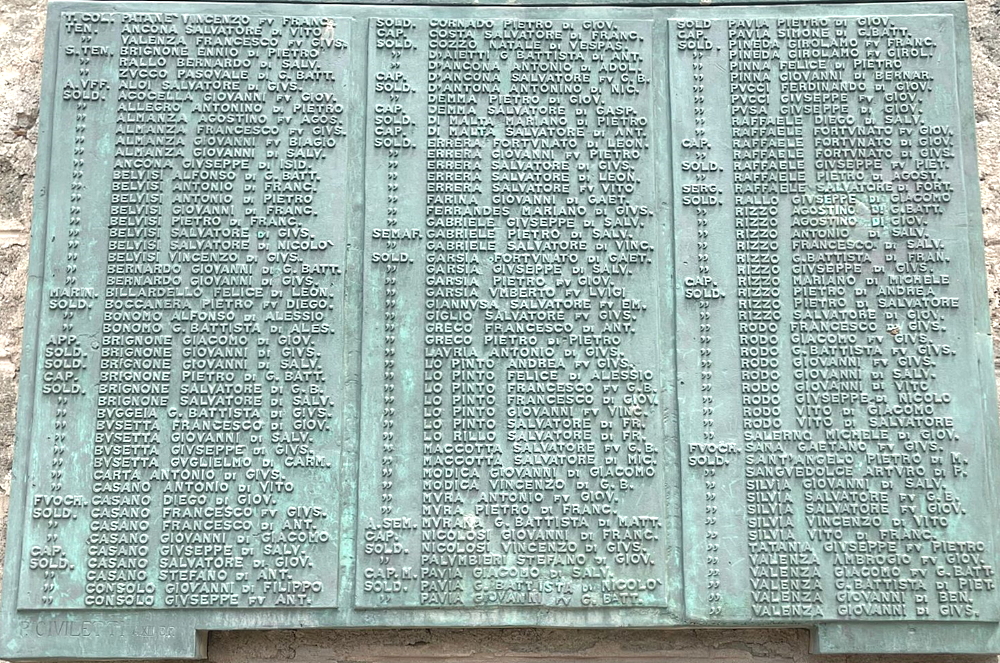 T. COL. PATANE VINCENZO FV FRANC.
TEN. ANCONA SALVATORE DI VITO
„ VALENZA FRANCESCO FV GIVS.
S. TEN. BRIGNONE ENNIO DI PIETRO
„ RALLO BERNARDO DI SALV.
„ ZVCCO PASQVALE DI G. BATT.
A. VFF. ALOI SALVATORE DI GIVS.
SOLD. AGOGELLA GIOVANNI FV GIOV.
„ ALLEGRO ANTONINO DI PIETRO
„ ALMANZA AGOSTINO FV AGOS.
„ ALMANZA FRANCESCO FV GIVS.
„ ALMANZA GIOVANNI FV BIAGIO
„ ALMANZA GIOVANNI DI SALV.
„ ANCONA GIVSEPPE DI ISID.
„ BELVISI ALFONSO DI G. BATT.
„ BELVISI ANTONIO DI FRANC.
„ BELVISI ANTONIO DI PIETRO
„ BELVISI GIOVANNI DI FRANC.
„ BELVISI PIETRO DI FRANC.
„ BELVISI SALVATORE DI GIVS.
„ BELVISI SALVATORE DI NICOLO'
„ BELVISI VINCENZO DI GIVS.
„ BERNARDO GIOVANNI DI G. BATT.
„ BERNARDO GIOVANNI DI GIVS.
MARIN. BILLARDELLO FELICE DI LEON.
SOLD. BOCCANERA PIETRO FV DIEGO.
„ BONOMO ALFONSO DI ALESSIO
„ BONOMO G. BATTISTA DI ALES.
APP. BRIGNONE GIACOMO DI GIOV.
SOLD. BRIGNONE GIOVANNI DI GIVS.
CAP. BRIGNONE PIETRO DI G. BATT.
SOLD. BRIGNONE SALVATORE DI G. B.
„ BRIGNONE SALVATORE DI SALV.
„ BVGGEIA G. BATTISTA DI GIVS.
„ BVSETTA FRANCESCO DI GIOV.
„ BVSETTA GIOVANNI DI SALV.
„ BVSETTA GIVSEPPE DI SALV.
„ BVSETTA GVGLIELMO DI CARM.
„ CARTA ANTONIO DI GIVS.
„ CASANO ANTONIO DI VITO
FVOCH. CASANO DIEGO DI GIOV.
SOLD. CASANO FRANCESCO FV GIVS.
„ CASANO FRANCESCO DI ANT.
„ CASANO GIOVANNI DI GIACOMO
CAP. CASANO GIVSEPPE DI SALV.
SOLD. CASANO SALVATORE DI GIOV.
„ CASANO STEFANO DI ANT.
„ CONSOLO GIOVANNI DI FILIPPO
„ CONSOLO GIVSEPPE FV ANT.
SOLD. CORNADO PIETRO DI GIOV.
CAP. COSTA SALVATORE DI FRANC.
SOLD. COZZO NATALE DI VESPAS.
„ DAIETTI G. BATTISTA DI ANT.
„ D'ANCONA ANTONIO FV ADOL.
CAP. D'ANCONA SALVATORE FV G. B.
SOLD. D'ANTONA ANTONINO DI NIC.
„ DEMMA PIETRO DI GIOV.
CAP. DEMMA SALVATORE DI GASP.
SOLD. DI MALTA MARIANO DI PIETRO
CAP. DI MALTA SALVATORE DI ANT.
SOLD. ERRERA FORTVNATO DI LEON.
„ ERRERA GIOVANNI FV PIETRO
„ ERRERA GIVSEPPE DI SALV.
„ ERRERA SALVATORE DI LEON.
„ ERRERA SALVATORE FV VITO
„ FARINA GIOVANNI DI GAET.
„ FERRANDES MARIANO DI GIVS.
„ GABRIELE GIVSEPPE DI SALV.
SEMAF. GABRIELE PIETRO DI SALV.
„ GABRIELE SALVATORE DI VINC.
SOLD. GARSIA FORTVNATO DI GAET.
„ GARSIA GIVSEPPE DI SALV.
„ GARSIA PIETRO FV GIOV.
„ GARSIA VMBERTO FV LVIGI
„ GIANNVSA SALVATORE FV EM.
„ GIGLIO SALVATORE FV GIVS.
„ GRECO FRANCESCO DI ANT.
„ GRECO PIETRO DI PIETRO
„ LAVRIA ANTONIO DI GIVS.
„ LO PINTO ANDREA FV GIVS.
„ LO PINTO FELICE DI ALESSIO
„ LO PINTO FRANCESCO FV G. B.
„ LO PINTO FRANCESCO DI GIOV.
„ LO PINTO GIOVANNI FV VINC.
„ LO PINTO SALVATORE DI FR.
„ LO RILLO SALVATORE DI FR.
„ MACCOTTA SALVATORE FV G. B.
„ MACCOTTA SALVATORE DI MIC.
„ MODICA GIOVANNI DI GIACOMO
„ MODICA VINCENZO DI G. B.
„ MVRA ANTONIO FV GIOV.
„ MVRA PIETRO DI FRANC.
A. SEM. MVRANA G. BATTISTA DI MATT.
CAP. NICOLOSI GIOVANNI DI FRANC.
SOLD. NICOLOSI VINCENZO DI GIVS.
„ PALVMBIERI STEFANO FV GIOV.
CAP. M. PAVIA GIACOMO DI SALV.
SOLD. PAVIA G. BATTISTA DI NICOLO'
„ PAVIA GIOVANNI FV G. BATT.
SOLD. PAVIA PIETRO DI GIOV.
CAP. PAVIA SIMONE DI G. BATT.
SOLD. PINEDA GIROLAMO FV FRANC.
„ PINEDA GIROLAMO FV GIROL.
„ PINNA FELICE DI PIETRO
„ PINNA GIOVANNI DI BERNAR.
„ PVCCI FERDINANDO DI GIOV.
„ PVCCI GIVSEPPE FV GIOV.
„ PVSAI GIVSEPPE DI GIOV.
„ RAFFAELE DIEGO DI SALV.
„ RAFFAELE FORTVNATO FV GIOV.
CAP. RAFFAELE FORTVNATO DI GIOV.
„ RAFFAELE FORTVNATO DI GIVS
SOLD. RAFFAELE GIVSEPPE FV PIET.
„ RAFFAELE PIETRO DI AGOST.
SERG. RAFFAELE SALVATORE DI FORT.
SOLD. RALLO GIVSEPPE DI GIACOMO
„ RIZZO AGOSTINO DI G. BATT.
„ RIZZO AGOSTINO DI GIOV.
„ RIZZO ANTONIO DI SALV.
„ RIZZO FRANCESCO DI SALV.
„ RIZZO G. BATTISTA DI FRAN.
„ RIZZO GIVSEPPE DI GIVS.
CAP. RIZZO MARIANO DI MICHELE
SOLD. RIZZO PIETRO DI ANDREA
„ RIZZO PIETRO DI SALVATORE
„ RIZZO SALVATORE DI GIVS.
„ RODO FRANCESCO DI GIVS.
„ RODO GIACOMO FV GIVS.
„ RODO G. BATTISTA FV GIVS.
„ RODO GIOVANNI FV GIVS.
„ RODO GIOVANNI DI SALV.
„ RODO GIOVANNI DI VITO
„ RODO GIVSEPPE DI NICOLO
„ RODO VITO DI GIACOMO
„ RODO VITO DI SALVATORE
„ SALERNO MICHELE DI GIOV.
FVOCH. SANA GAETANO FV GIVS.
SOLD. SANT'ANGELO PIETRO DI M.
„ SANGVEDOLCE ARTVRO DI P.
„ SILVIA GIOVANNI DI SALV.
„ SILVIA SALVATORE FV G. B.
„ SILVIA SALVATORE FV GIOV.
„ SILVIA VINCENZO DI VITO
„ SILVIA VITO DI FRANC.
„ TATANIA GIVSEPPE FV PIETRO
„ VALENZA AMBROGIO FV GIOV.
„ VALENZA GIACOMO FV G. BATT
„ VALENZA G. BATTISTA DI PIET.
„ VALENZA GIOVANNI DI BEN.
„ VALENZA GIOVANNI DI GIVS.
P. CIVILETTI